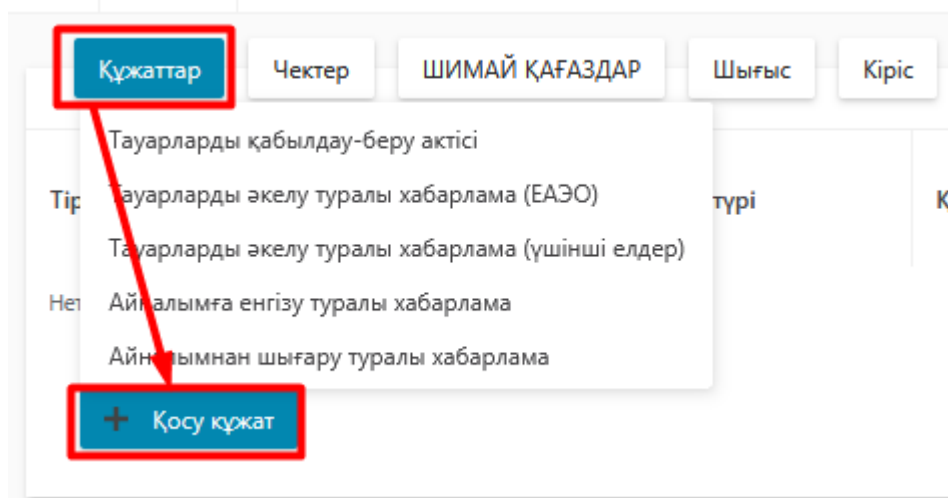 Құжаттар Чектер ШИМАЙ ҚАҒАЗДАР Шығыс Кіріс
Тауарларды қабылдау-беру актісі
Тауарларды әкелу туралы хабарлама (ЕАЭО)
түрі
Тауарларды әкелу туралы хабарлама (үшінші елдер)
Айналымға енгізу туралы хабарлама
Айналымнан шығару туралы хабарлама
Қосу құжат